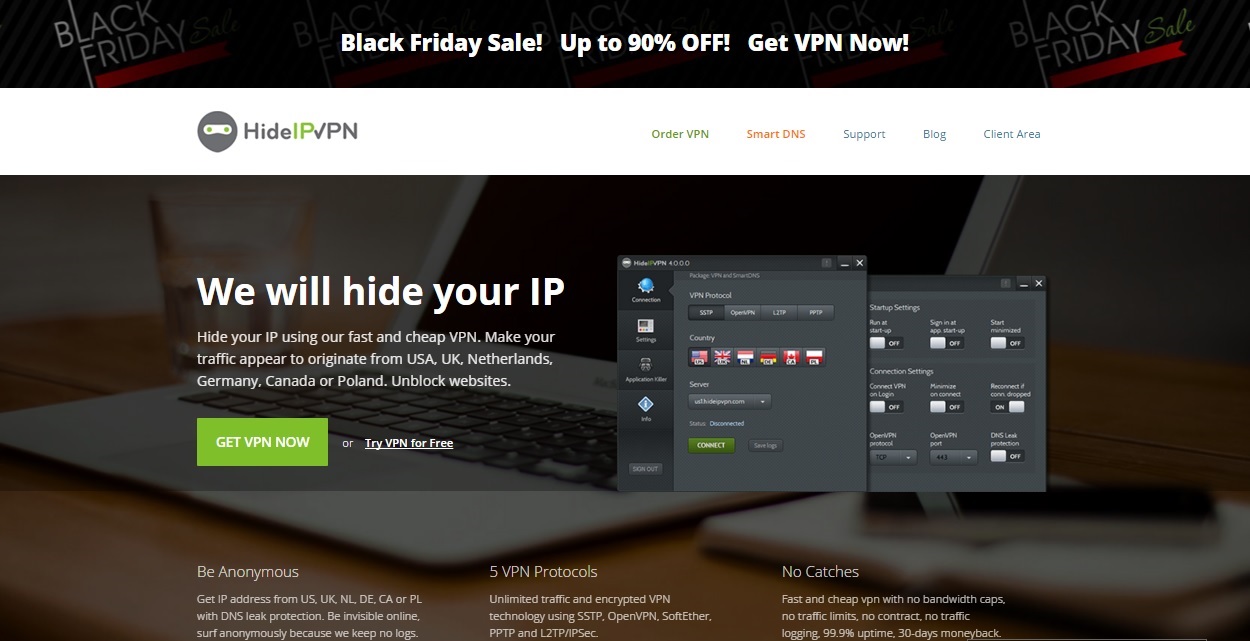 BLACK FRIDAY Sale
BLACK FRIDAY Sale
Black Friday Sale! Up to 90% OFF! Get VPN Now!
HideIPVPN
Order VPN
Smart DNS
Support
Blog
Client Area
We will hide your IP
Hide your IP using our fast and cheap VPN. Make your
traffic appear to originate from USA, UK, Netherlands,
Germany, Canada or Poland. Unblock websites.
GET VPN NOW
or
Try VPN for Free
HideIPVPN 4.0.0.0
Package: VPN and SmartDNS
Connection
Settings
Application Killer
Info
SIGN OUT
VPN Protocol
SSTP
OpenVPN
L2TP
PPTP
Country
US
UK
NL
DE
CA
PL
Server
us1.hideipvpn.com
Status: Disconnected
CONNECT
Save logs
Startup Settings
Run at
start-up
OFF
Sign in at
app. start-up
OFF
Start
minimized
OFF
Connection Settings
Connect VPN
on Login
OFF
Minimize
on connect
OFF
Reconnect if
conn. dropped
ON
OpenVPN
protocol
TCP
OpenVPN
port
443
DNS Leak
protection
OFF
Be Anonymous
Get IP address from US, UK, NL, DE, CA or PL
with DNS leak protection. Be invisible online,
surf anonymously because we keep no logs.
5 VPN Protocols
Unlimited traffic and encrypted VPN
technology using SSTP, OpenVPN, SoftEther,
PPTP and L2TP/IPSec.
No Catches
Fast and cheap vpn with no bandwidth caps,
no traffic limits, no contract, no traffic
logging, 99.9% uptime, 30-days moneyback.